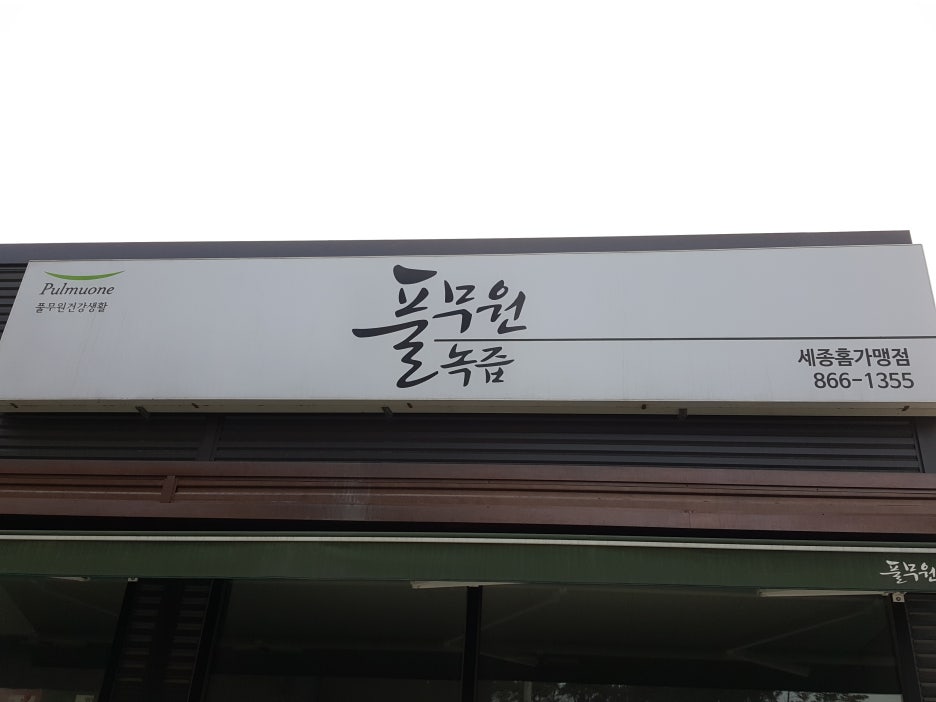 Pulmuone
풀무원건강생활
풀무원
녹즙
세종홈가맹점
866-1355
풀무원